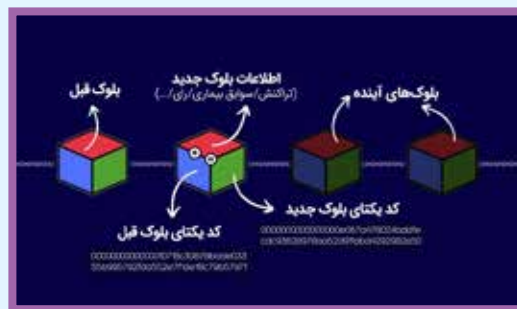 بلوک قبل
اطلاعات بلوک جدید
(تراکنش/سوابق بیماری/رای/...)
بلوک‌های آینده
کد یکتای بلوک جدید
کد یکتای بلوک قبل